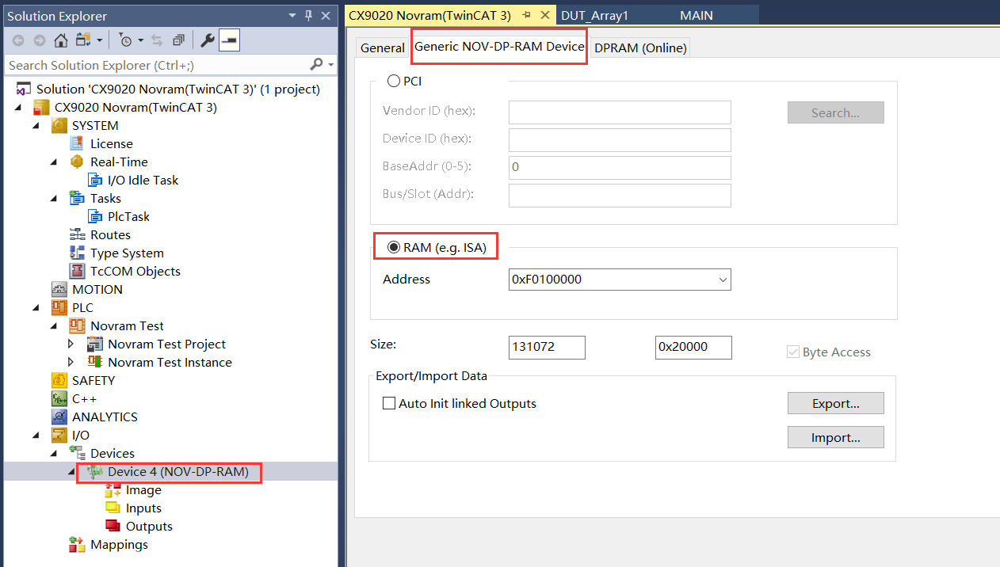 Solution Explorer
Search Solution Explorer (Ctrl+;)
Solution 'CX9020 Novram(TwinCAT 3)' (1 project)
CX9020 Novram(TwinCAT 3)
SYSTEM
License
Real-Time
I/O Idle Task
Tasks
PlcTask
Routes
Type System
TcCOM Objects
MOTION
PLC
Novram Test
Novram Test Project
Novram Test Instance
SAFETY
C++
ANALYTICS
I/O
Devices
Device 4 (NOV-DP-RAM)
Image
Inputs
Outputs
Mappings
CX9020 Novram(TwinCAT 3) DUT_Array1 MAIN
General Generic NOV-DP-RAM Device DPRAM (Online)
PCI
Vendor ID (hex): Search...
Device ID (hex):
BaseAddr (0-5): 0
Bus/Slot (Addr):
RAM (e.g. ISA)
Address 0xF0100000
Size: 131072 0x20000 Byte Access
Export/Import Data
Auto Init linked Outputs Export...
Import...